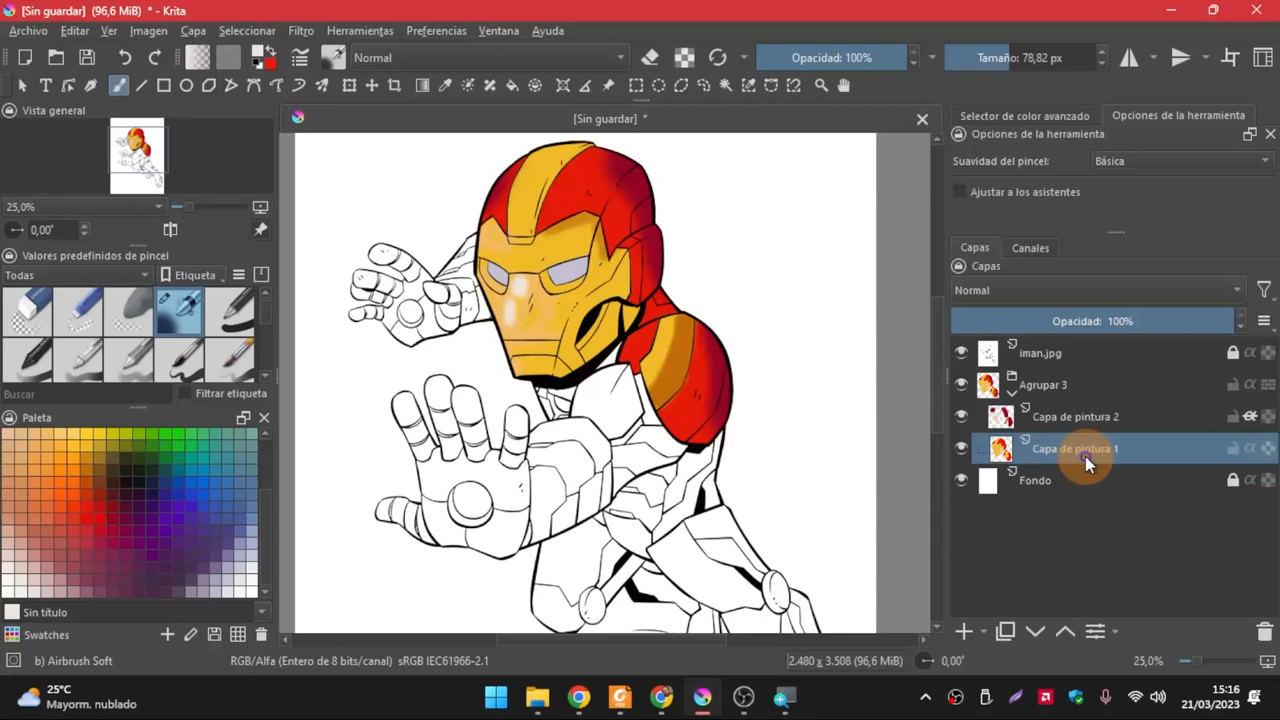 [Sin guardar] (96,6 MiB) * - Krita
Archivo Editar Ver Imagen Capa Seleccionar Filtro Herramientas Preferencias Ventana Ayuda
Normal Opacidad: 100% Tamaño: 78,82 px
Vista general
[Sin guardar] *
Selector de color avanzado Opciones de la herramienta
Opciones de la herramienta
Suavidad del pincel: Básica
Ajustar a los asistentes
25,0%
0,00°
Valores predefinidos de pincel
Todas Etiqueta
Capas Canales
Capas
Normal
Opacidad: 100%
iman.jpg
Agrupar 3
Capa de pintura 2
Capa de pintura 1
Fondo
Buscar Filtrar etiqueta
Paleta
Sin título
Swatches
b) Airbrush Soft RGB/Alfa (Entero de 8 bits/canal) sRGB IEC61966-2.1 2.480 x 3.508 (96,6 MiB) 0,00° 25,0%
25°C
Mayorm. nublado
15:16
21/03/2023